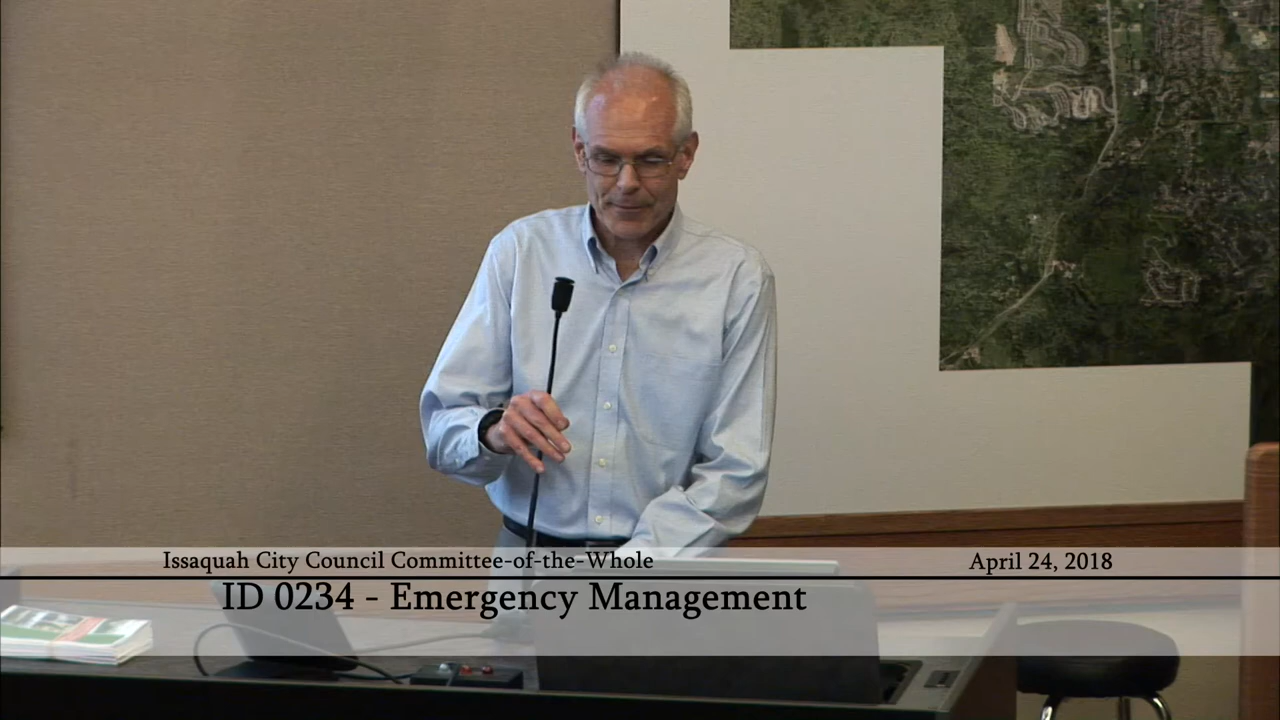 Issaquah City Council Committee-of-the-Whole April 24, 2018
ID 0234 - Emergency Management